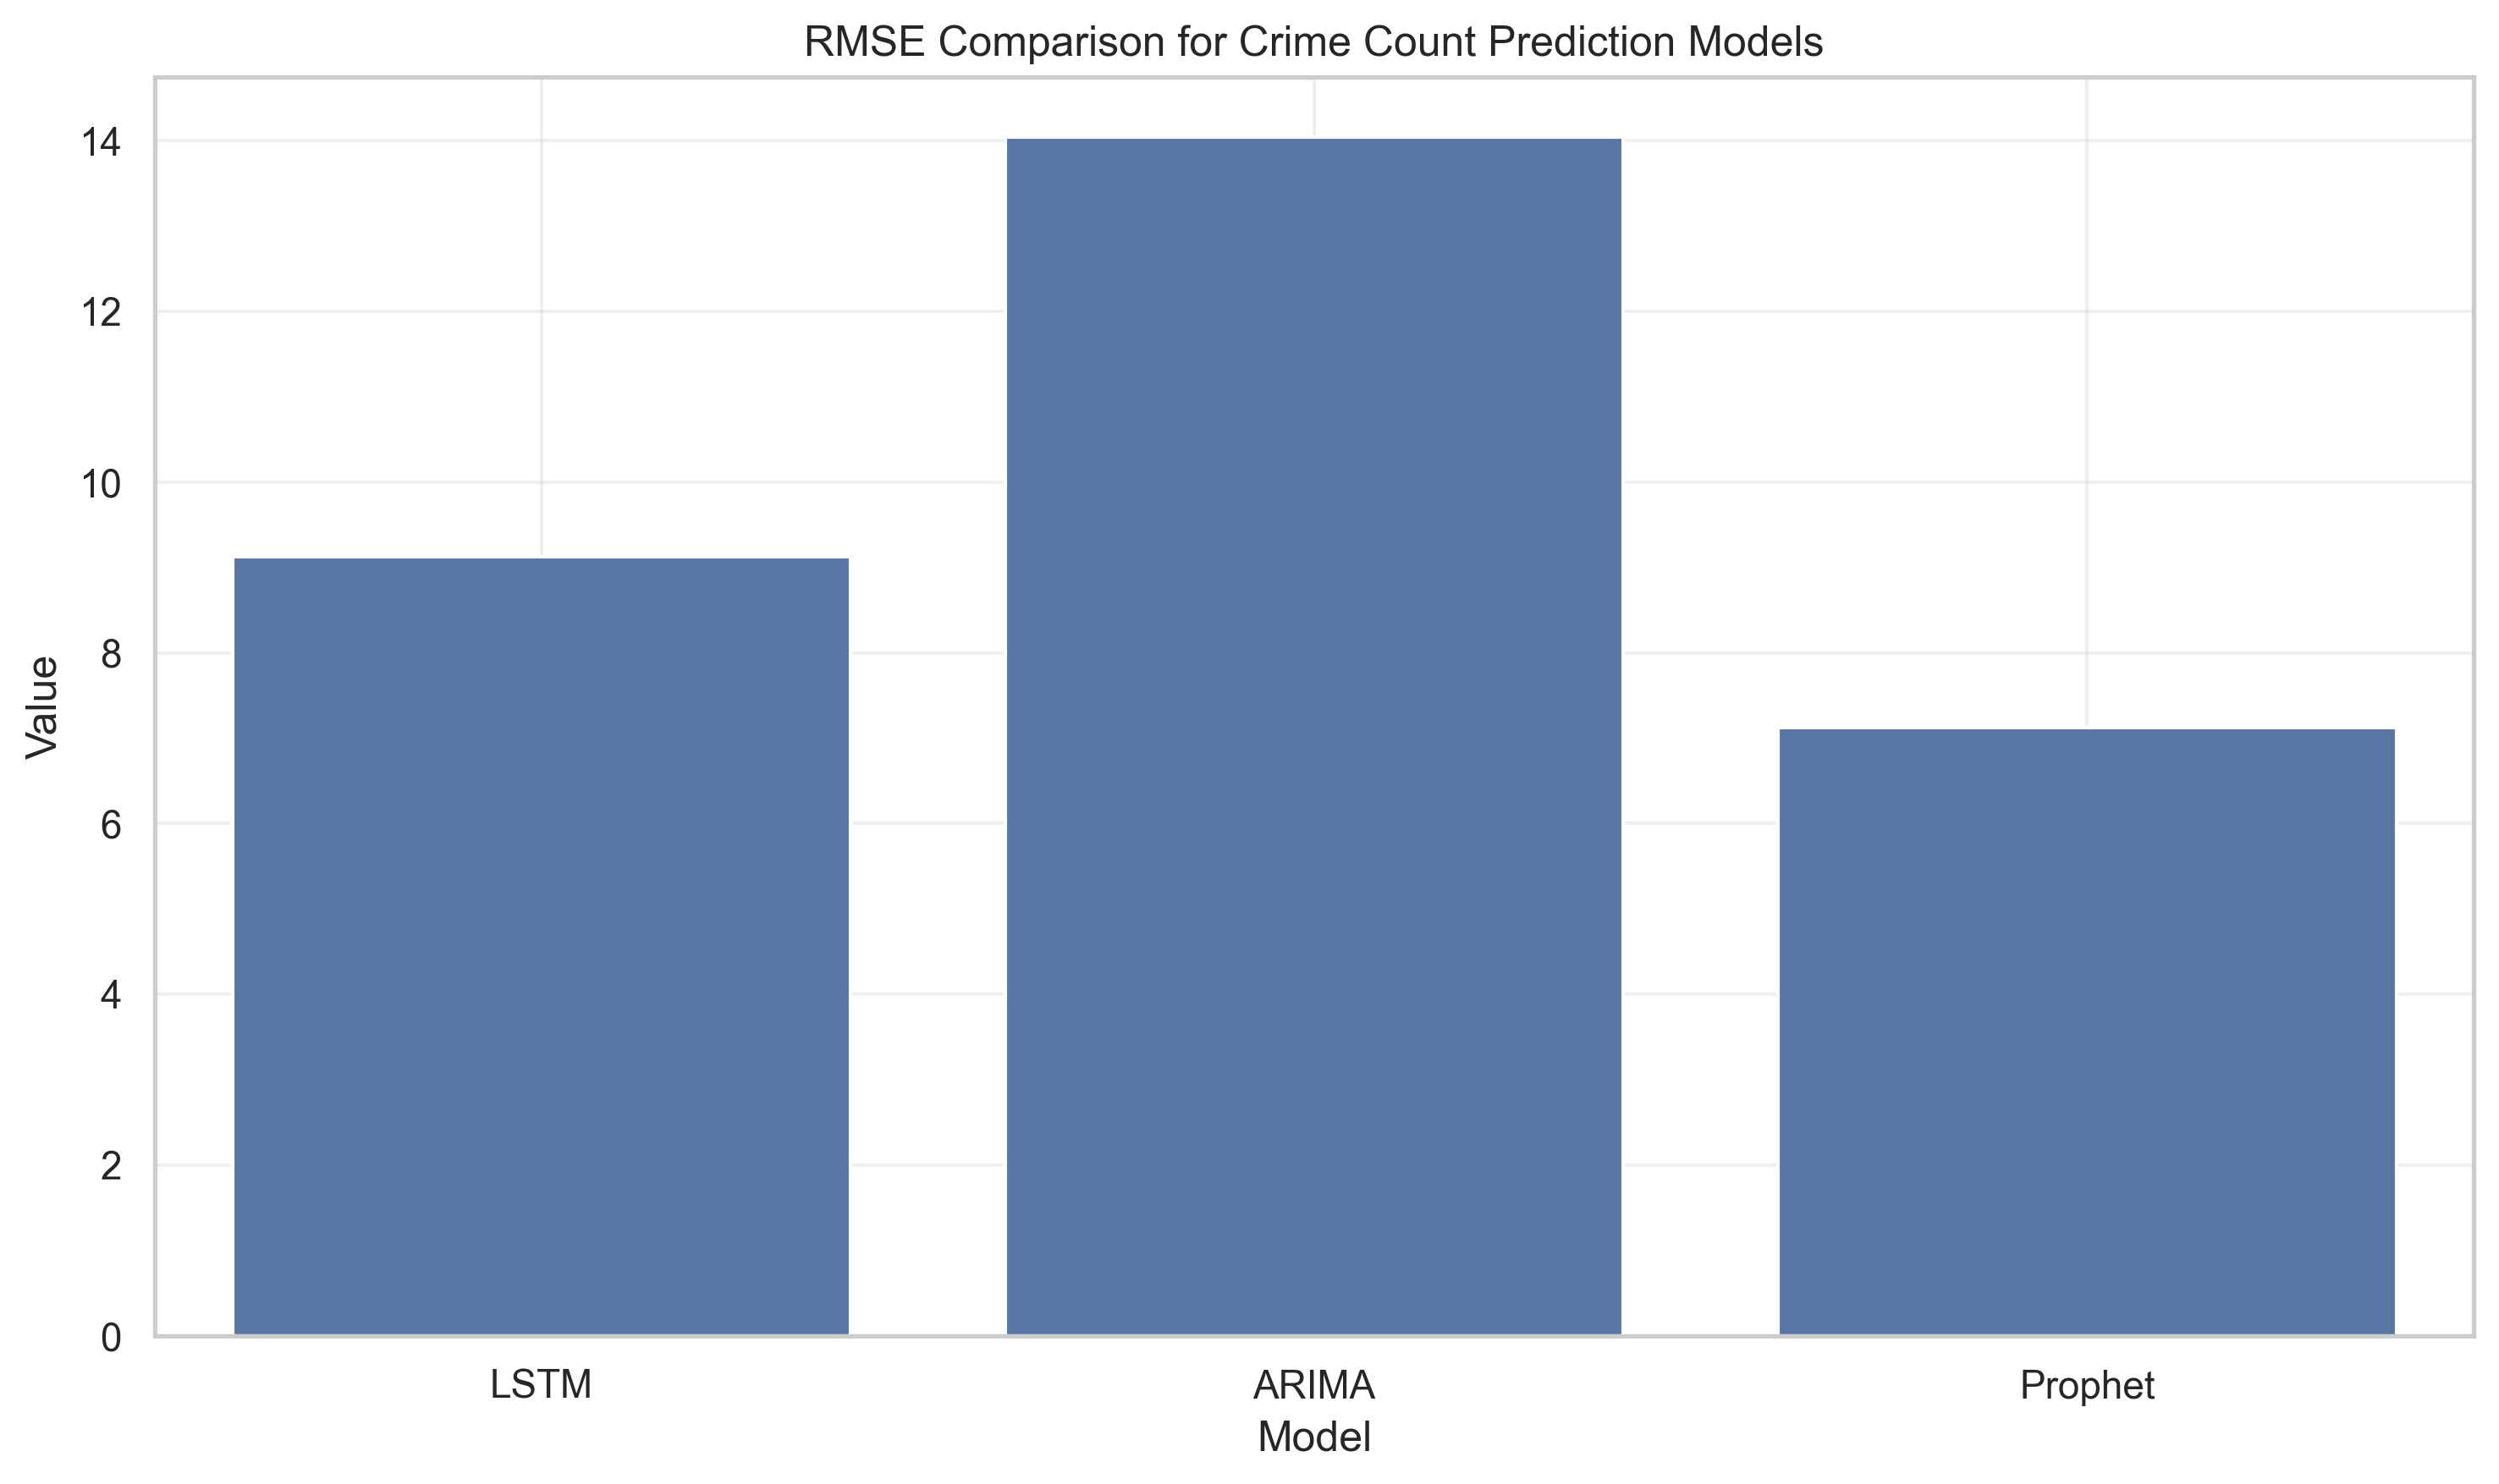 RMSE Comparison for Crime Count Prediction Models
14
12
10
8
6
4
2
0
Value
LSTM
ARIMA
Prophet
Model